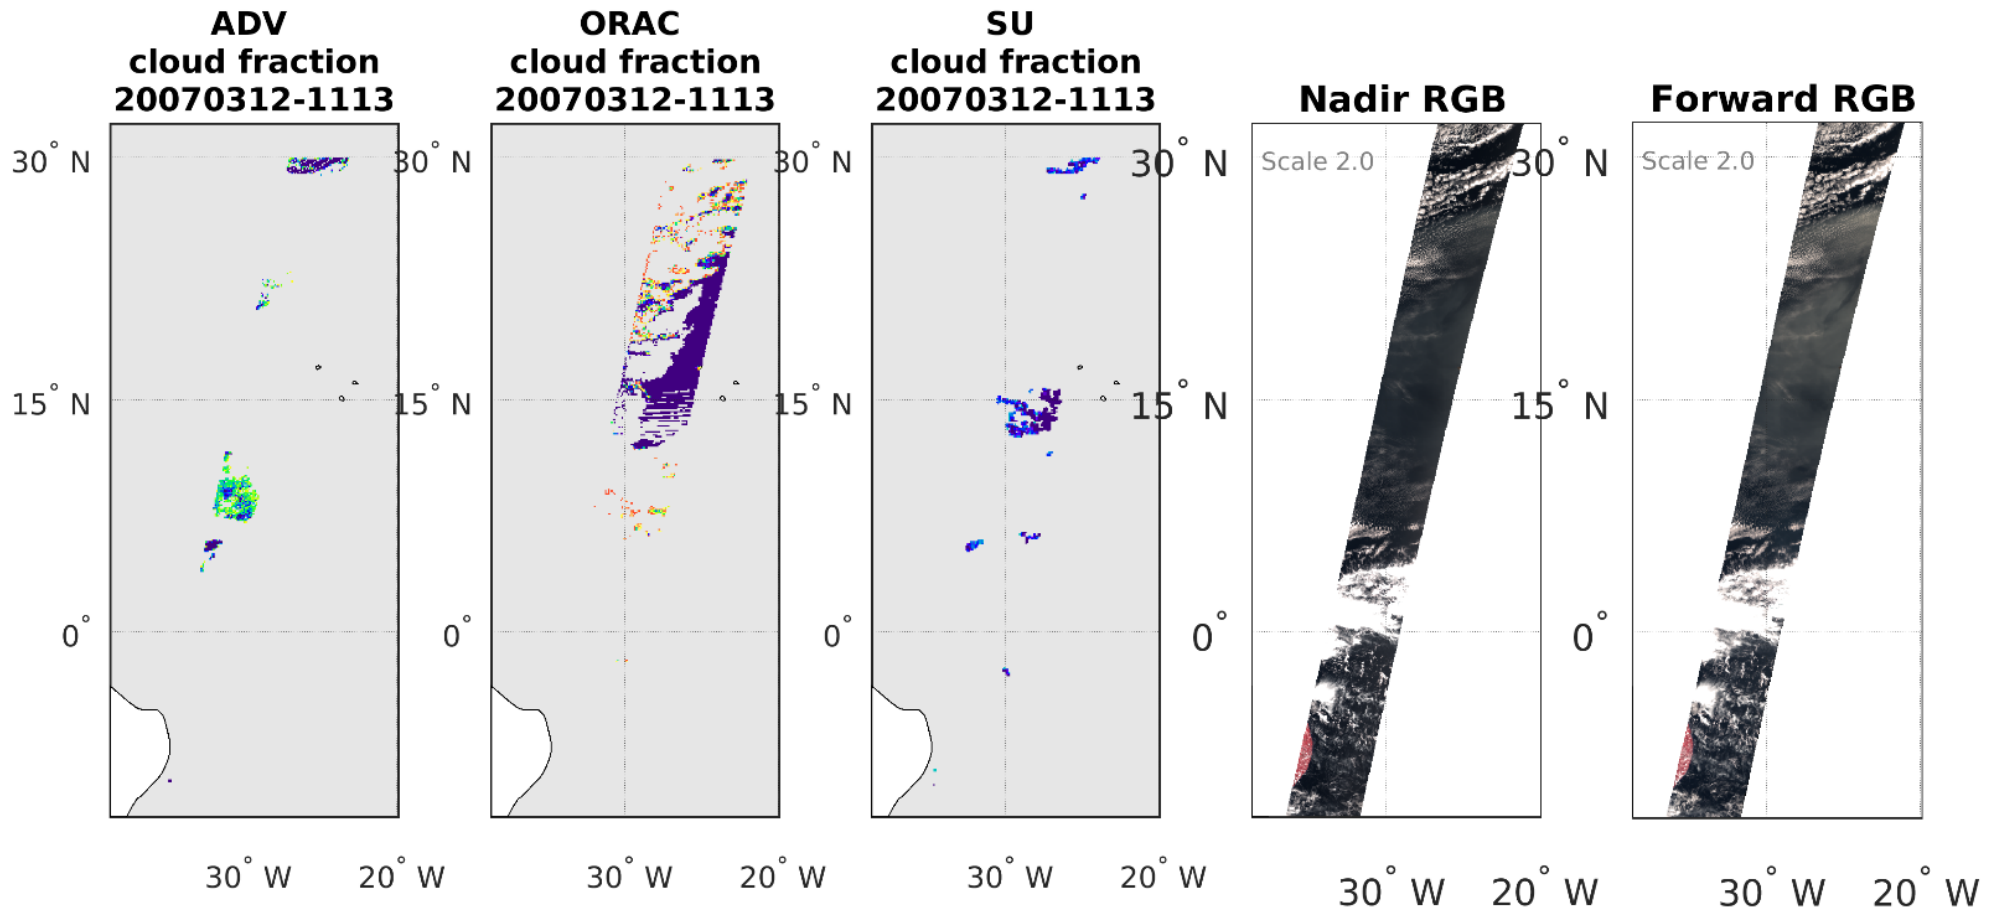 ADV
cloud fraction
20070312-1113
ORAC
cloud fraction
20070312-1113
SU
cloud fraction
20070312-1113
Nadir RGB
Forward RGB
30° N
15° N
0°
30° W
20° W
30° N
15° N
0°
30° W
20° W
30° N
15° N
0°
30° W
20° W
Scale 2.0
30° N
15° N
0°
30° W
20° W
Scale 2.0
30° N
15° N
0°
30° W
20° W